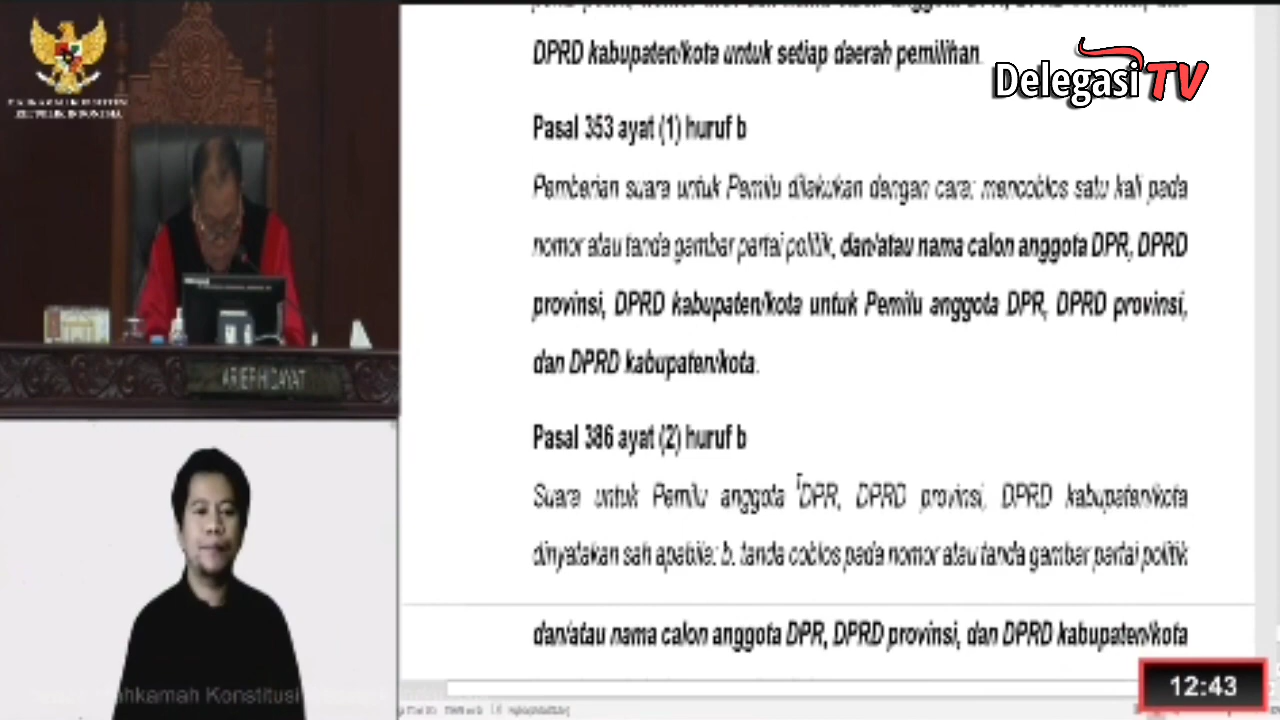 DPRD kabupaten/kota untuk setiap daerah pemilihan.
Delegasi TV
REPUBLIK INDONESIA
Pasal 353 ayat (1) huruf b
Pemberian suara untuk Pemilu dilakukan dengan cara: mencoblos satu kali pada
nomor atau tanda gambar partai politik, dan/atau nama calon anggota DPR, DPRD
provinsi, DPRD kabupaten/kota untuk Pemilu anggota DPR, DPRD provinsi,
dan DPRD kabupaten/kota.
ARIEF HIDAYAT
Pasal 386 ayat (2) huruf b
Suara untuk Pemilu anggota DPR, DPRD provinsi, DPRD kabupaten/kota
dinyatakan sah apabila: b. tanda coblos pada nomor atau tanda gambar partai politik
dan/atau nama calon anggota DPR, DPRD provinsi, dan DPRD kabupaten/kota
Mahkamah Konstitusi
12:43